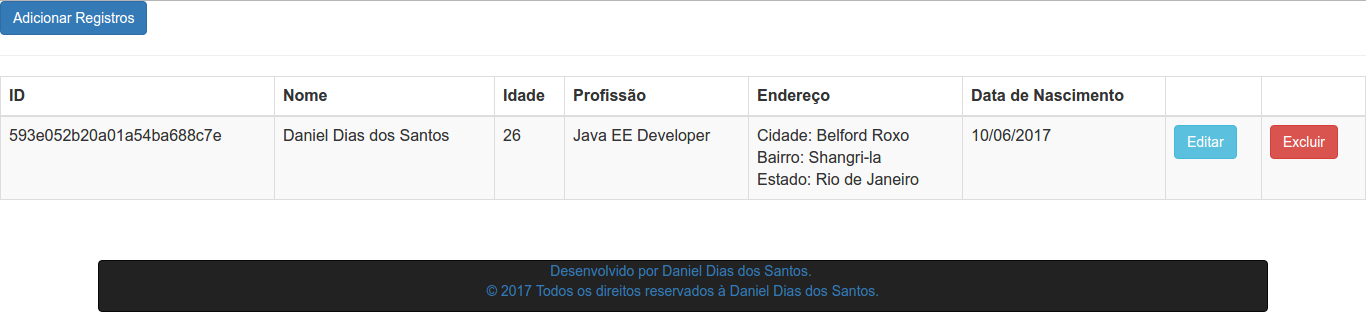 Adicionar Registros
ID Nome Idade Profissão Endereço Data de Nascimento
593e052b20a01a54ba688c7e Daniel Dias dos Santos 26 Java EE Developer Cidade: Belford Roxo 10/06/2017 Editar Excluir
Bairro: Shangri-la
Estado: Rio de Janeiro
Desenvolvido por Daniel Dias dos Santos.
© 2017 Todos os direitos reservados à Daniel Dias dos Santos.